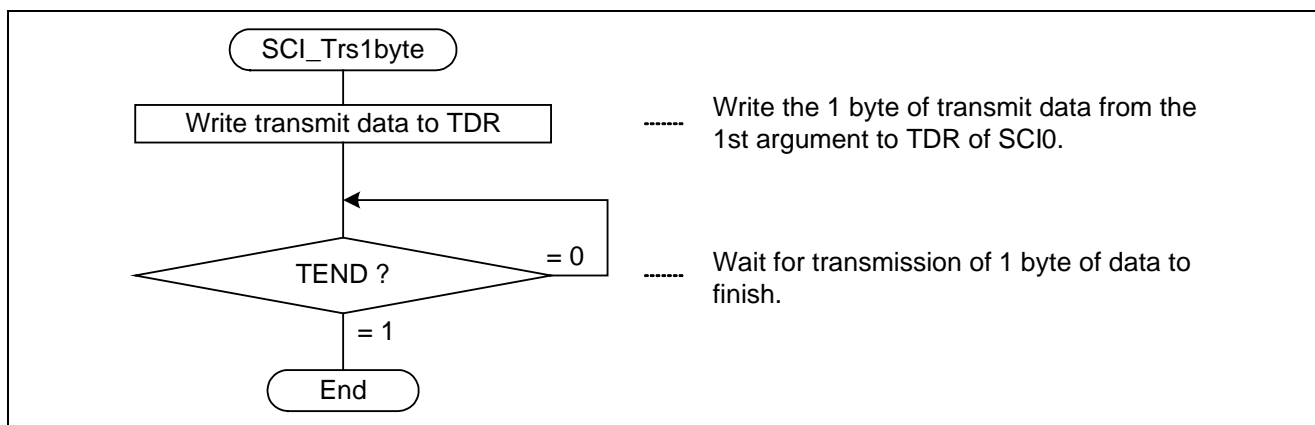 SCI_Trs1byte
Write transmit data to TDR
Write the 1 byte of transmit data from the
1st argument to TDR of SCI0.
= 0
TEND ?
Wait for transmission of 1 byte of data to
finish.
= 1
End